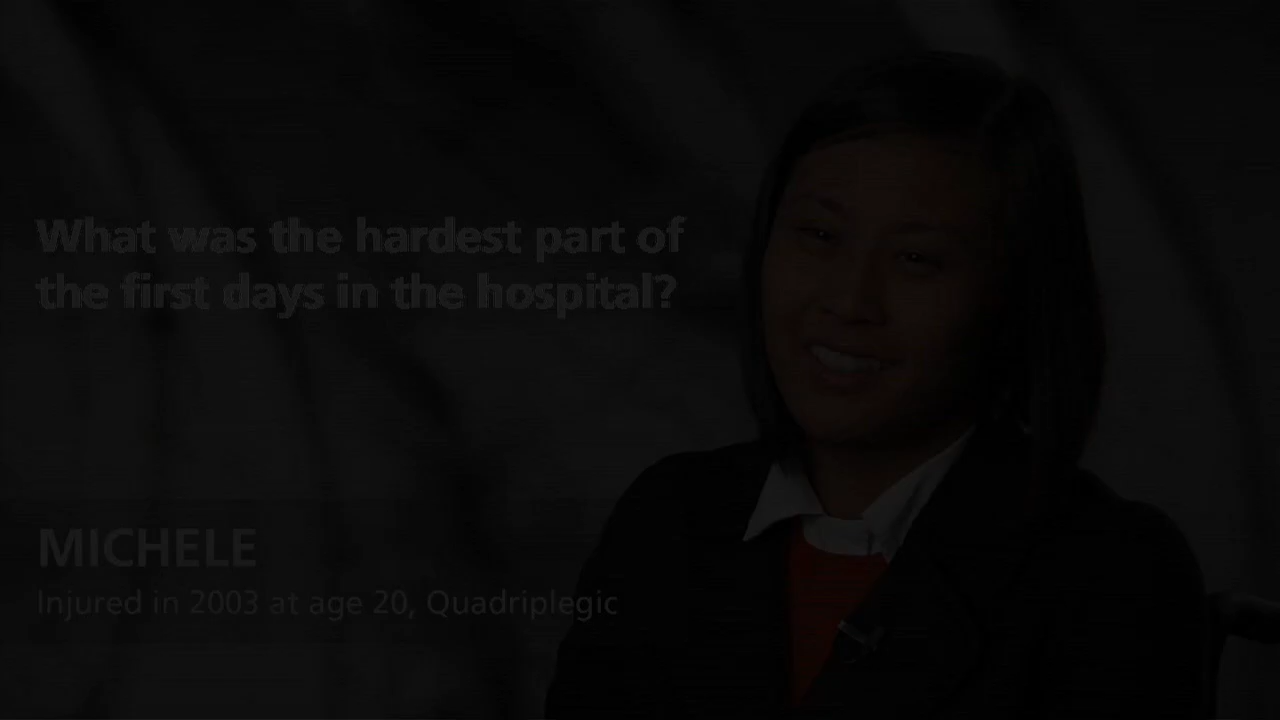 What was the hardest part of
the first days in the hospital?
MICHELE
Injured in 2003 at age 20, Quadriplegic